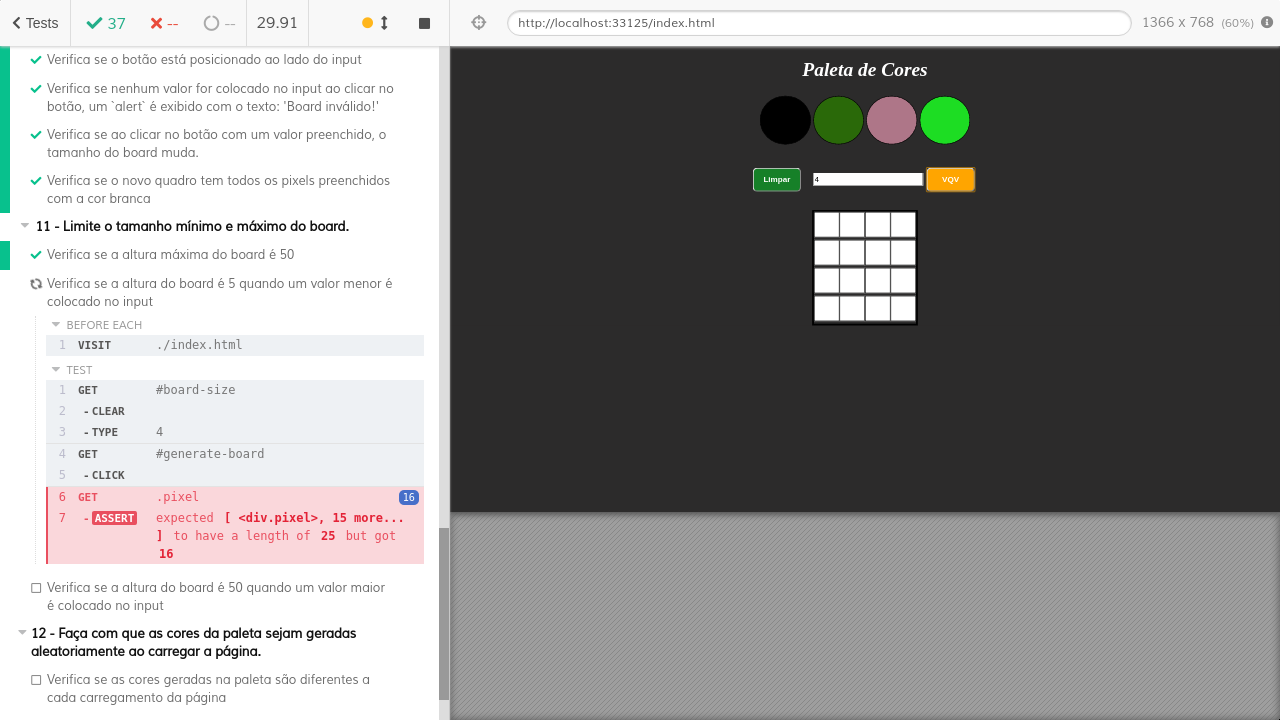 Tests
37
--
--
29.91
http://localhost:33125/index.html
1366 x 768 (60%)
Verifica se o botão está posicionado ao lado do input
Verifica se nenhum valor for colocado no input ao clicar no
botão, um `alert` é exibido com o texto: 'Board inválido!'
Verifica se ao clicar no botão com um valor preenchido, o
tamanho do board muda.
Verifica se o novo quadro tem todos os pixels preenchidos
com a cor branca
11 - Limite o tamanho mínimo e máximo do board.
Verifica se a altura máxima do board é 50
Verifica se a altura do board é 5 quando um valor menor é
colocado no input
BEFORE EACH
1 VISIT ./index.html
TEST
1 GET #board-size
2 -CLEAR
3 -TYPE 4
4 GET #generate-board
5 -CLICK
6 GET .pixel 16
7 -ASSERT expected [ <div.pixel>, 15 more...
] to have a length of 25 but got
16
Verifica se a altura do board é 50 quando um valor maior
é colocado no input
12 - Faça com que as cores da paleta sejam geradas
aleatoriamente ao carregar a página.
Verifica se as cores geradas na paleta são diferentes a
cada carregamento da página
Paleta de Cores
Limpar
4
VQV